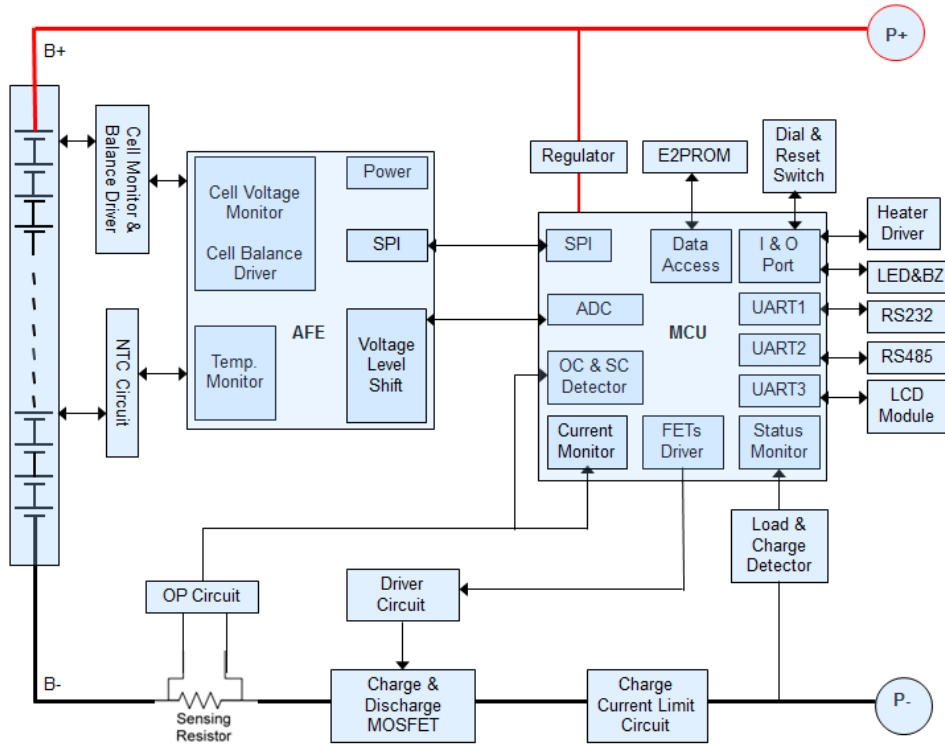 B+
P+
Cell Monitor &
Balance Driver
Regulator
E2PROM
Dial &
Reset
Switch
Power
Cell Voltage
Monitor
Cell Balance
Driver
SPI
SPI
Data
Access
I & O
Port
Heater
Driver
LED&BZ
AFE
Voltage
Level
Shift
ADC
MCU
UART1
RS232
NTC Circuit
Temp.
Monitor
OC & SC
Detector
UART2
RS485
UART3
LCD
Module
Current
Monitor
FETs
Driver
Status
Monitor
Load &
Charge
Detector
OP Circuit
Driver
Circuit
B-
Sensing
Resistor
Charge &
Discharge
MOSFET
Charge
Current Limit
Circuit
P-